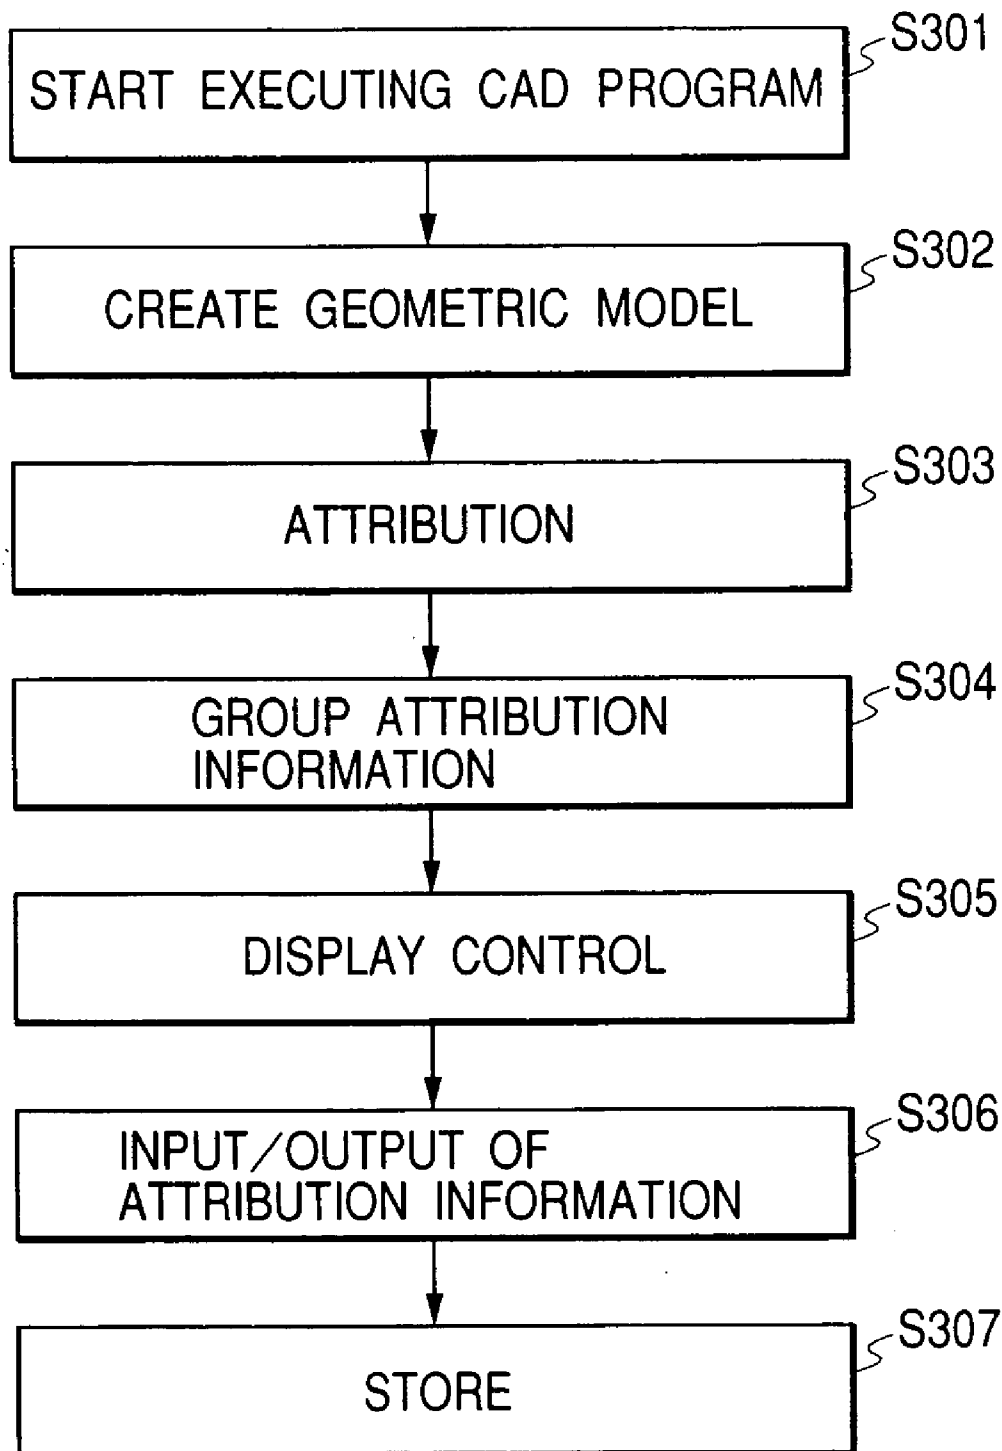 S301
START EXECUTING CAD PROGRAM
S302
CREATE GEOMETRIC MODEL
S303
ATTRIBUTION
S304
GROUP ATTRIBUTION
INFORMATION
S305
DISPLAY CONTROL
S306
INPUT/OUTPUT OF
ATTRIBUTION INFORMATION
S307
STORE